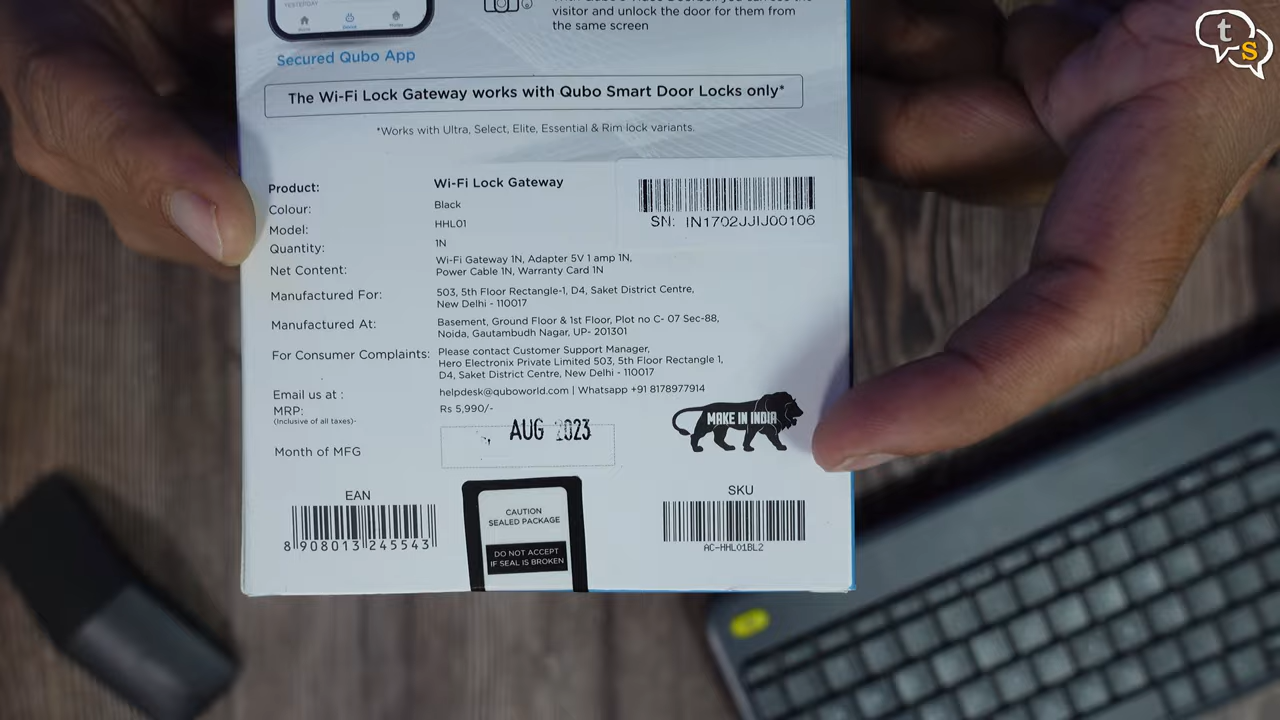 ts
YESTERDAY
visitor and unlock the door for them from
the same screen
Secured Qubo App
The Wi-Fi Lock Gateway works with Qubo Smart Door Locks only*
*Works with Ultra, Select, Elite, Essential & Rim lock variants.
Product: Wi-Fi Lock Gateway
Colour: Black
Model: HHL01
Quantity: 1N
Net Content: Wi-Fi Gateway 1N, Adapter 5V 1 amp 1N,
Power Cable 1N, Warranty Card 1N
Manufactured For: 503, 5th Floor Rectangle-1, D4, Saket District Centre,
New Delhi - 110017
Manufactured At: Basement, Ground Floor & 1st Floor, Plot no C- 07 Sec-88,
Noida, Gautambudh Nagar, UP- 201301
For Consumer Complaints: Please contact Customer Support Manager,
Hero Electronix Private Limited 503, 5th Floor Rectangle 1,
D4, Saket District Centre, New Delhi - 110017
Email us at : helpdesk@quboworld.com | Whatsapp +91 8178977914
MRP: Rs 5,990/-
(Inclusive of all taxes)-
Month of MFG AUG 2023
SN: IN1702JJIJ00106
MAKE IN INDIA
EAN
8 908013 245543
CAUTION
SEALED PACKAGE
DO NOT ACCEPT
IF SEAL IS BROKEN
SKU
AC-HHL01BL2